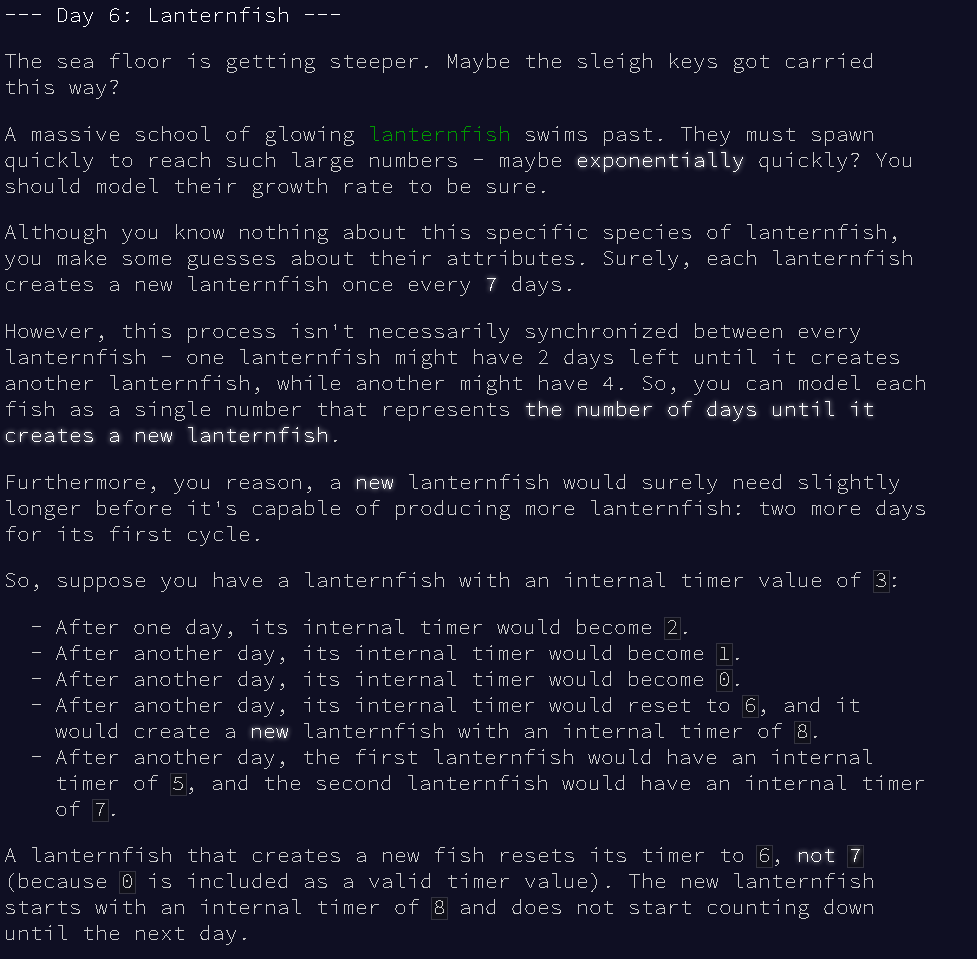 --- Day 6: Lanternfish ---
The sea floor is getting steeper. Maybe the sleigh keys got carried
this way?
A massive school of glowing lanternfish swims past. They must spawn
quickly to reach such large numbers - maybe exponentially quickly? You
should model their growth rate to be sure.
Although you know nothing about this specific species of lanternfish,
you make some guesses about their attributes. Surely, each lanternfish
creates a new lanternfish once every 7 days.
However, this process isn't necessarily synchronized between every
lanternfish - one lanternfish might have 2 days left until it creates
another lanternfish, while another might have 4. So, you can model each
fish as a single number that represents the number of days until it
creates a new lanternfish.
Furthermore, you reason, a new lanternfish would surely need slightly
longer before it's capable of producing more lanternfish: two more days
for its first cycle.
So, suppose you have a lanternfish with an internal timer value of 3:
- After one day, its internal timer would become 2.
- After another day, its internal timer would become 1.
- After another day, its internal timer would become 0.
- After another day, its internal timer would reset to 6, and it
would create a new lanternfish with an internal timer of 8.
- After another day, the first lanternfish would have an internal
timer of 5, and the second lanternfish would have an internal timer
of 7.
A lanternfish that creates a new fish resets its timer to 6, not 7
(because 0 is included as a valid timer value). The new lanternfish
starts with an internal timer of 8 and does not start counting down
until the next day.